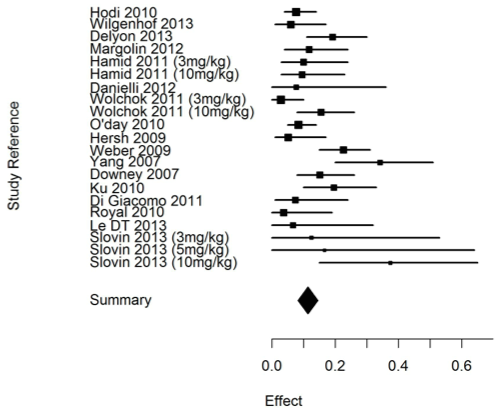 Hodi 2010
Wilgenhof 2013
Delyon 2013
Margolin 2012
Hamid 2011 (3mg/kg)
Hamid 2011 (10mg/kg)
Danielli 2012
Wolchok 2011 (3mg/kg)
Wolchok 2011 (10mg/kg)
O'day 2010
Hersh 2009
Weber 2009
Yang 2007
Downey 2007
Ku 2010
Di Giacomo 2011
Royal 2010
Le DT 2013
Slovin 2013 (3mg/kg)
Slovin 2013 (5mg/kg)
Slovin 2013 (10mg/kg)
Study Reference
Summary
0.0 0.2 0.4 0.6
Effect